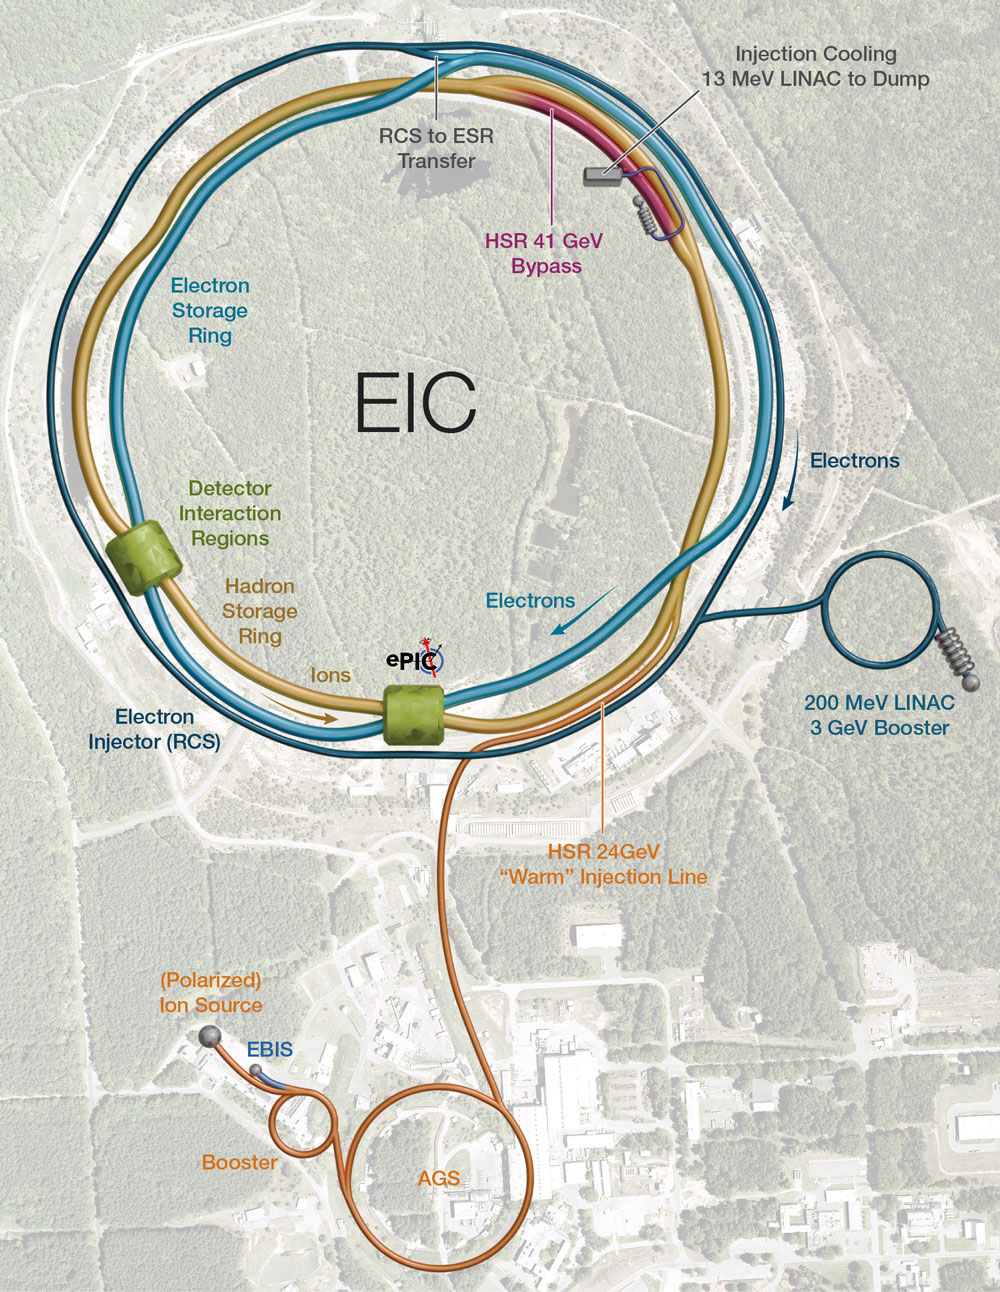 Injection Cooling
13 MeV LINAC to Dump
RCS to ESR
Transfer
HSR 41 GeV
Bypass
Electron
Storage
Ring
EIC
Electrons
Detector
Interaction
Regions
Hadron
Storage
Ring
Electrons
ePIC
Ions
Electron
Injector (RCS)
200 MeV LINAC
3 GeV Booster
HSR 24GeV
“Warm” Injection Line
(Polarized)
Ion Source
EBIS
Booster
AGS